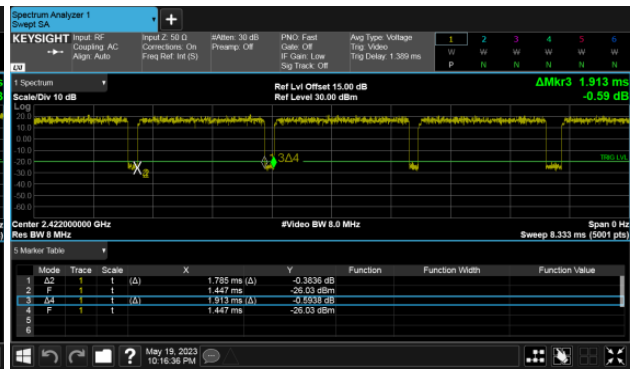 Spectrum Analyzer 1
Swept SA
+
KEYSIGHT Input: RF Input Z: 50 Ω #Atten: 30 dB PNO: Fast Avg Type: Voltage 1 2 3 4 5 6
Coupling: AC Corrections: On Preamp: Off Gate: Off Trig: Video W W W W W W
Align: Auto Freq Ref: Int (S) IF Gain: Low Trig Delay: 1.389 ms
Sig Track: Off P N N N N N
LXI
1 Spectrum ΔMkr3 1.913 ms
Scale/Div 10 dB Ref Lvl Offset 15.00 dB -0.59 dB
Ref Level 30.00 dBm
Log
20.0
10.0
0.00
-10.0
3Δ4
-20.0 TRIG LVL
-30.0
-40.0
-50.0
-60.0
Center 2.422000000 GHz #Video BW 8.0 MHz Span 0 Hz
Res BW 8 MHz Sweep 8.333 ms (5001 pts)
5 Marker Table
Mode Trace Scale X Y Function Function Width Function Value
1 Δ2 1 t (Δ) 1.785 ms (Δ) -0.3836 dB
2 F 1 t 1.447 ms -26.03 dBm
3 Δ4 1 t (Δ) 1.913 ms (Δ) -0.5938 dB
4 F 1 t 1.447 ms -26.03 dBm
5
6
? May 19, 2023
10:16:36 PM